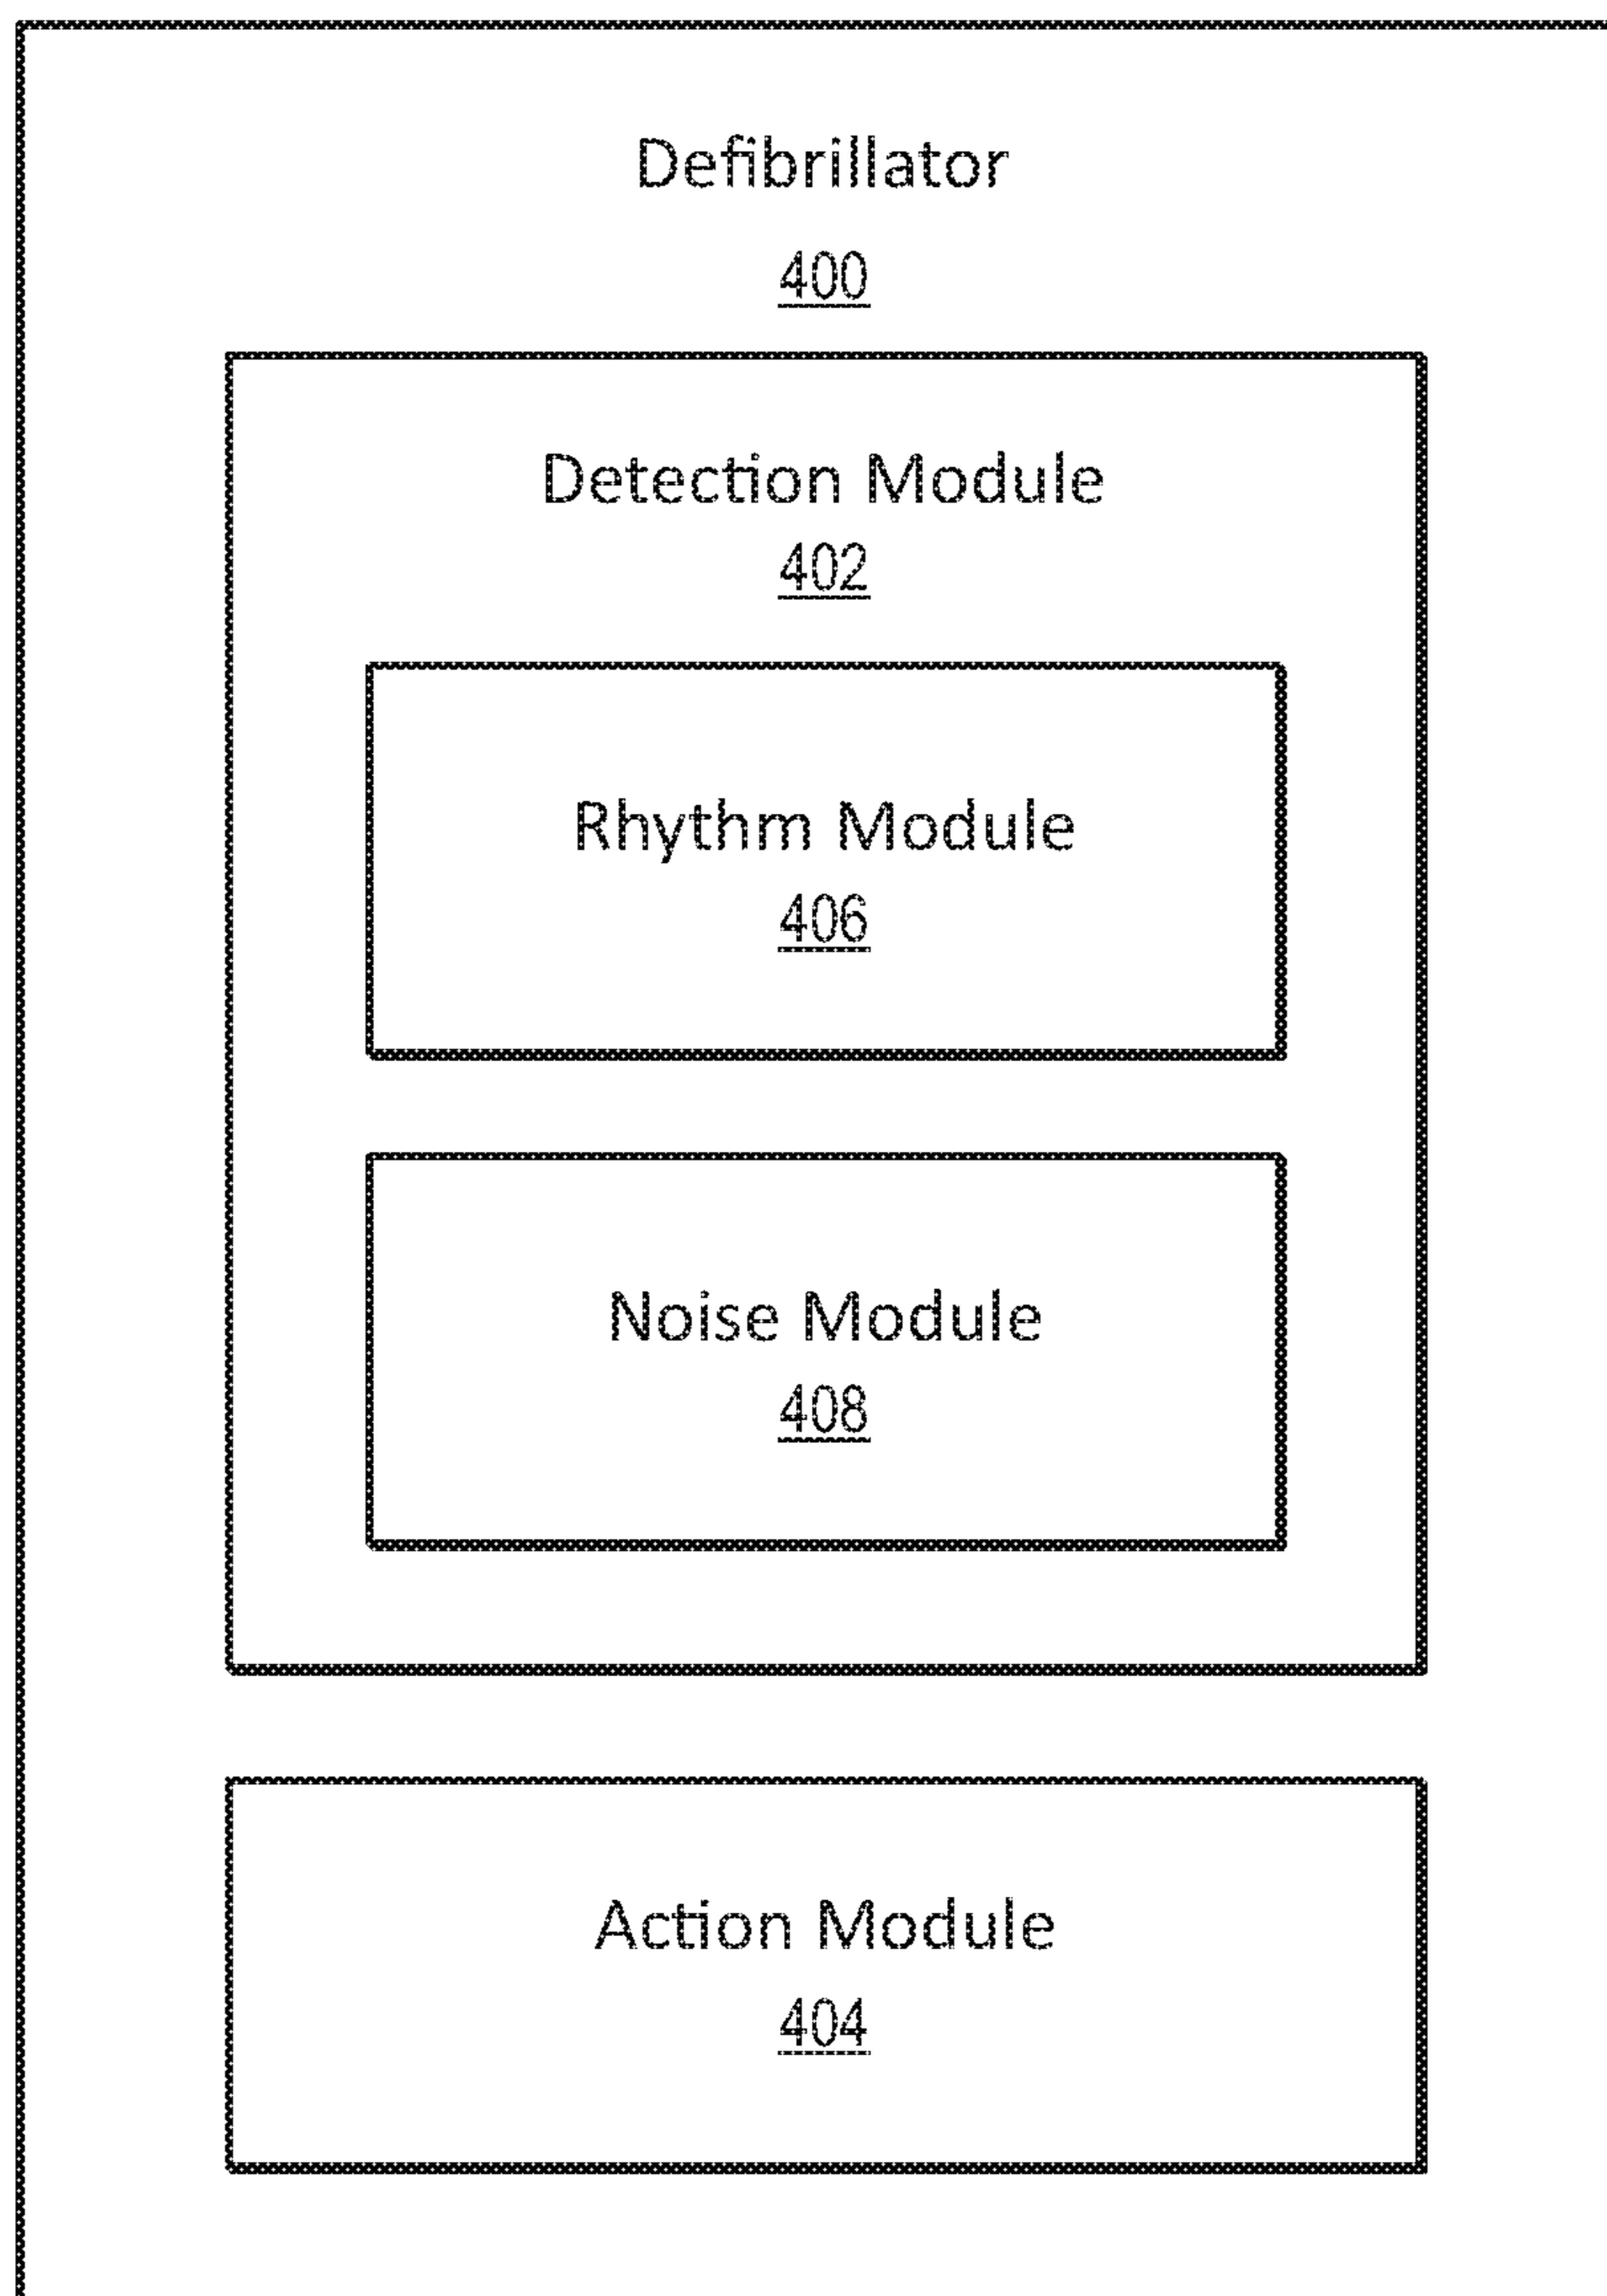 Defibrillator
400
Detection Module
402
Rhythm Module
406
Noise Module
408
Action Module
404